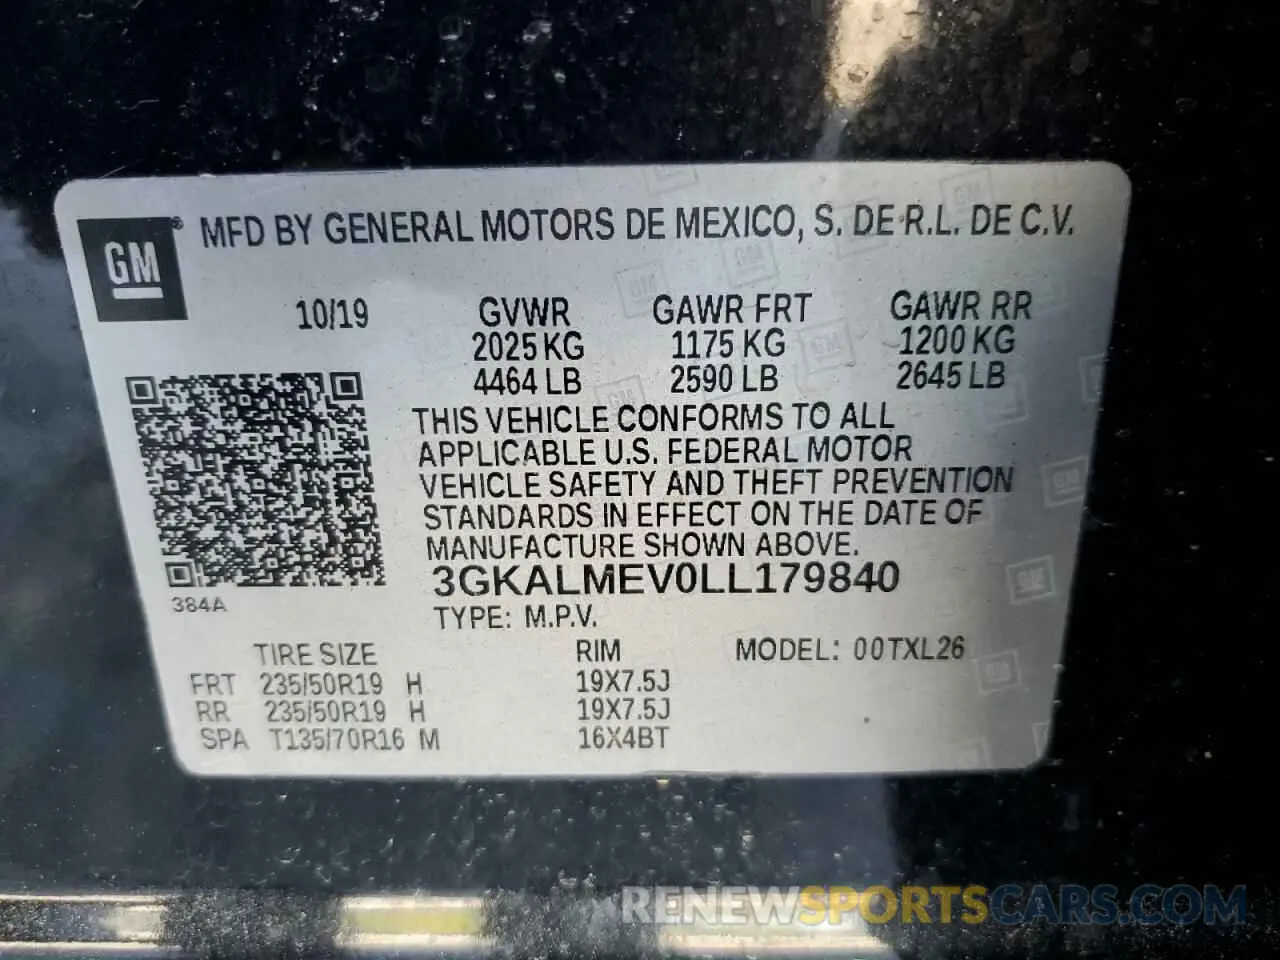 GM ® MFD BY GENERAL MOTORS DE MEXICO, S. DE R.L. DE C.V.
10/19 GVWR GAWR FRT GAWR RR
2025 KG 1175 KG 1200 KG
4464 LB 2590 LB 2645 LB
THIS VEHICLE CONFORMS TO ALL
APPLICABLE U.S. FEDERAL MOTOR
VEHICLE SAFETY AND THEFT PREVENTION
STANDARDS IN EFFECT ON THE DATE OF
MANUFACTURE SHOWN ABOVE.
3GKALMEV0LL179840
384A
TYPE: M.P.V.
TIRE SIZE RIM MODEL: 00TXL26
FRT 235/50R19 H 19X7.5J
RR 235/50R19 H 19X7.5J
SPA T135/70R16 M 16X4BT
RENEWSPORTSCARS.COM